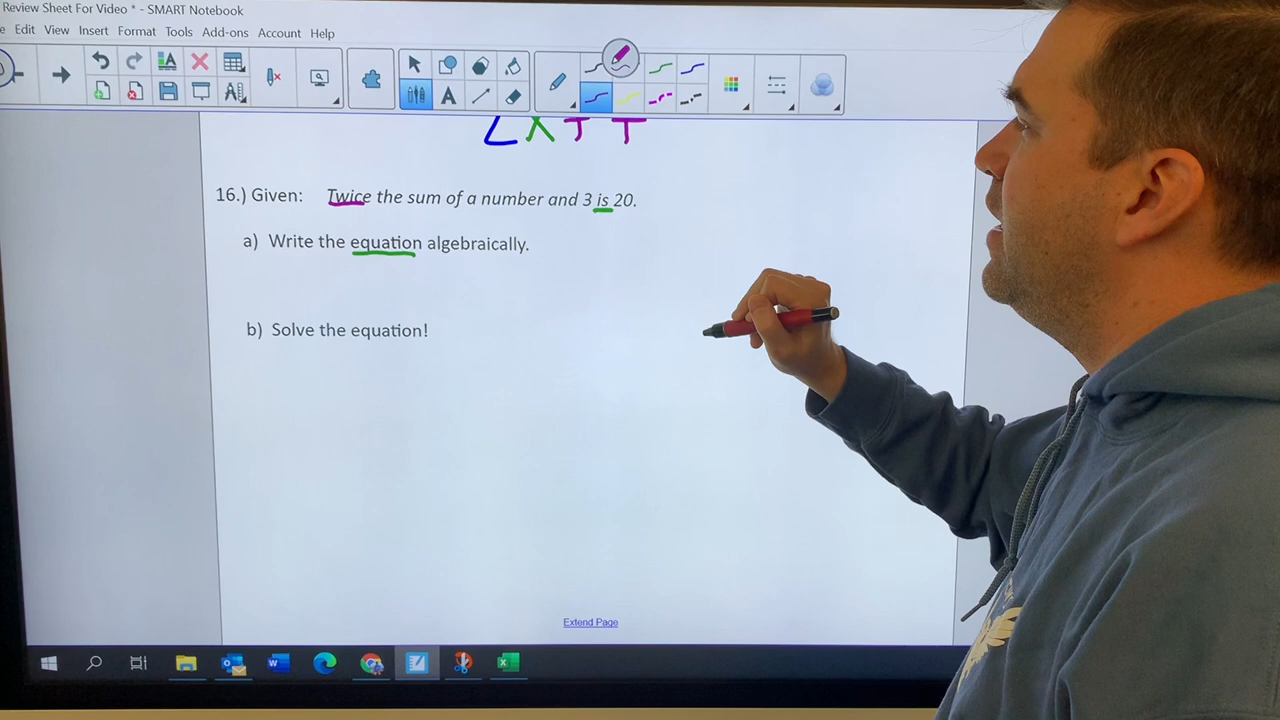 Review Sheet For Video * - SMART Notebook
Edit View Insert Format Tools Add-ons Account Help
16.) Given: Twice the sum of a number and 3 is 20.
a) Write the equation algebraically.
b) Solve the equation!
Extend Page